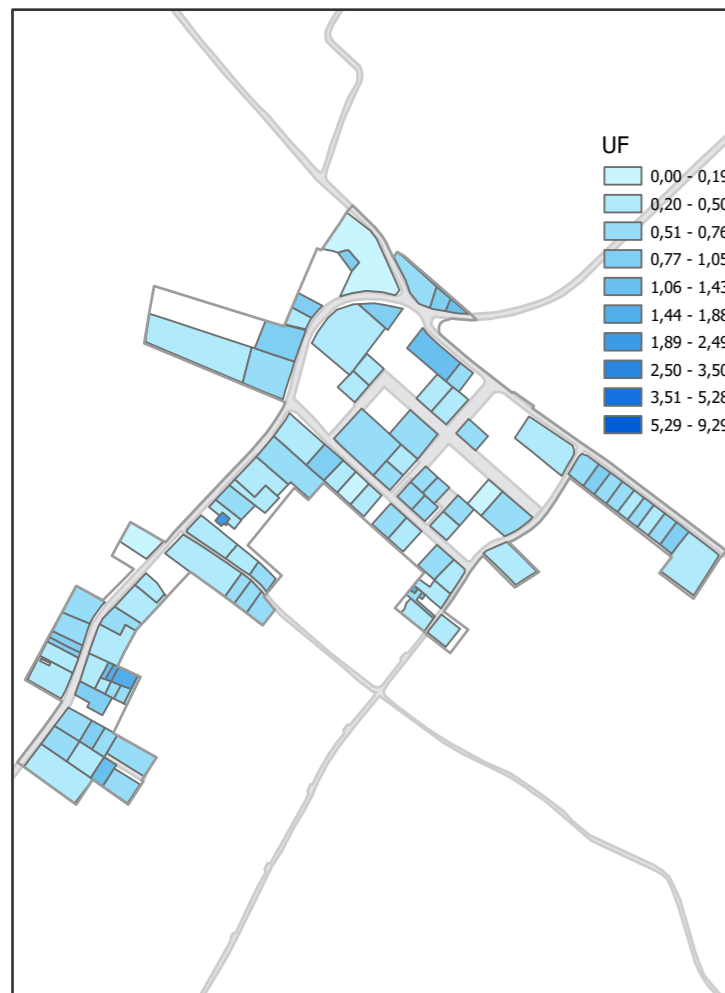 UF
0,00 - 0,19
0,20 - 0,50
0,51 - 0,76
0,77 - 1,05
1,06 - 1,43
1,44 - 1,88
1,89 - 2,49
2,50 - 3,50
3,51 - 5,28
5,29 - 9,29